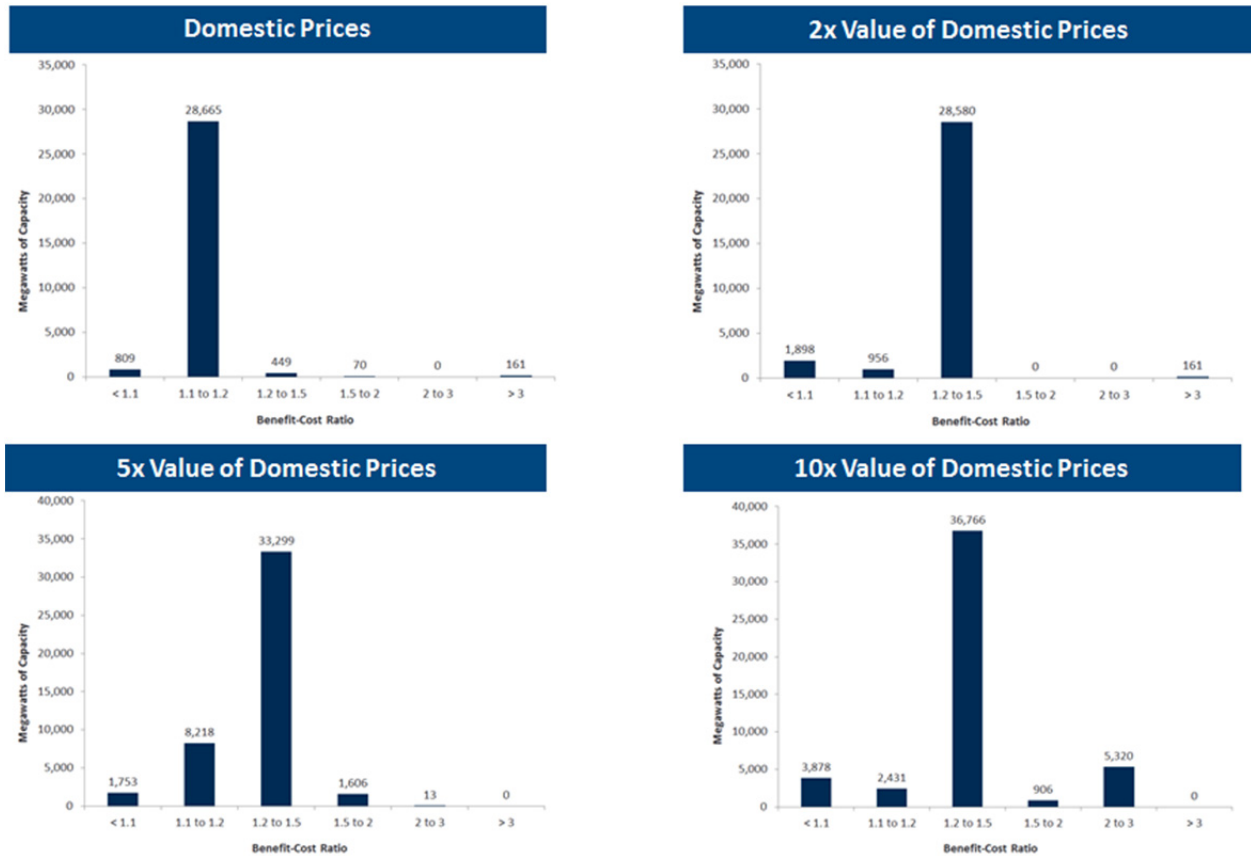 Domestic Prices
35,000
30,000
25,000
20,000
15,000
10,000
5,000
0
Megawatts of Capacity
809
28,665
449
70
0
161
< 1.1
1.1 to 1.2
1.2 to 1.5
1.5 to 2
2 to 3
> 3
Benefit-Cost Ratio
2x Value of Domestic Prices
35,000
30,000
25,000
20,000
15,000
10,000
5,000
0
Megawatts of Capacity
1,898
956
28,580
0
0
161
< 1.1
1.1 to 1.2
1.2 to 1.5
1.5 to 2
2 to 3
> 3
Benefit-Cost Ratio
5x Value of Domestic Prices
40,000
35,000
30,000
25,000
20,000
15,000
10,000
5,000
0
Megawatts of Capacity
1,753
8,218
33,299
1,606
13
0
< 1.1
1.1 to 1.2
1.2 to 1.5
1.5 to 2
2 to 3
> 3
Benefit-Cost Ratio
10x Value of Domestic Prices
40,000
35,000
30,000
25,000
20,000
15,000
10,000
5,000
0
Megawatts of Capacity
3,878
2,431
36,766
906
5,320
0
< 1.1
1.1 to 1.2
1.2 to 1.5
1.5 to 2
2 to 3
> 3
Benefit-Cost Ratio